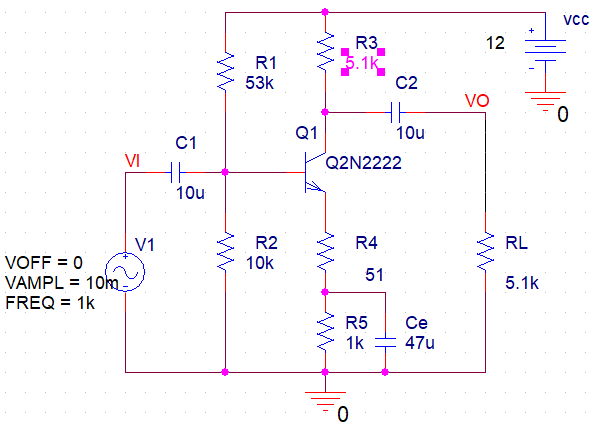 vcc
R3
5.1k
12
+
-
0
R1
53k
C2
10u
VO
C1
10u
VI
Q1
Q2N2222
V1
+
-
VOFF = 0
VAMPL = 10m
FREQ = 1k
R2
10k
R4
51
RL
5.1k
R5
1k
Ce
47u
0